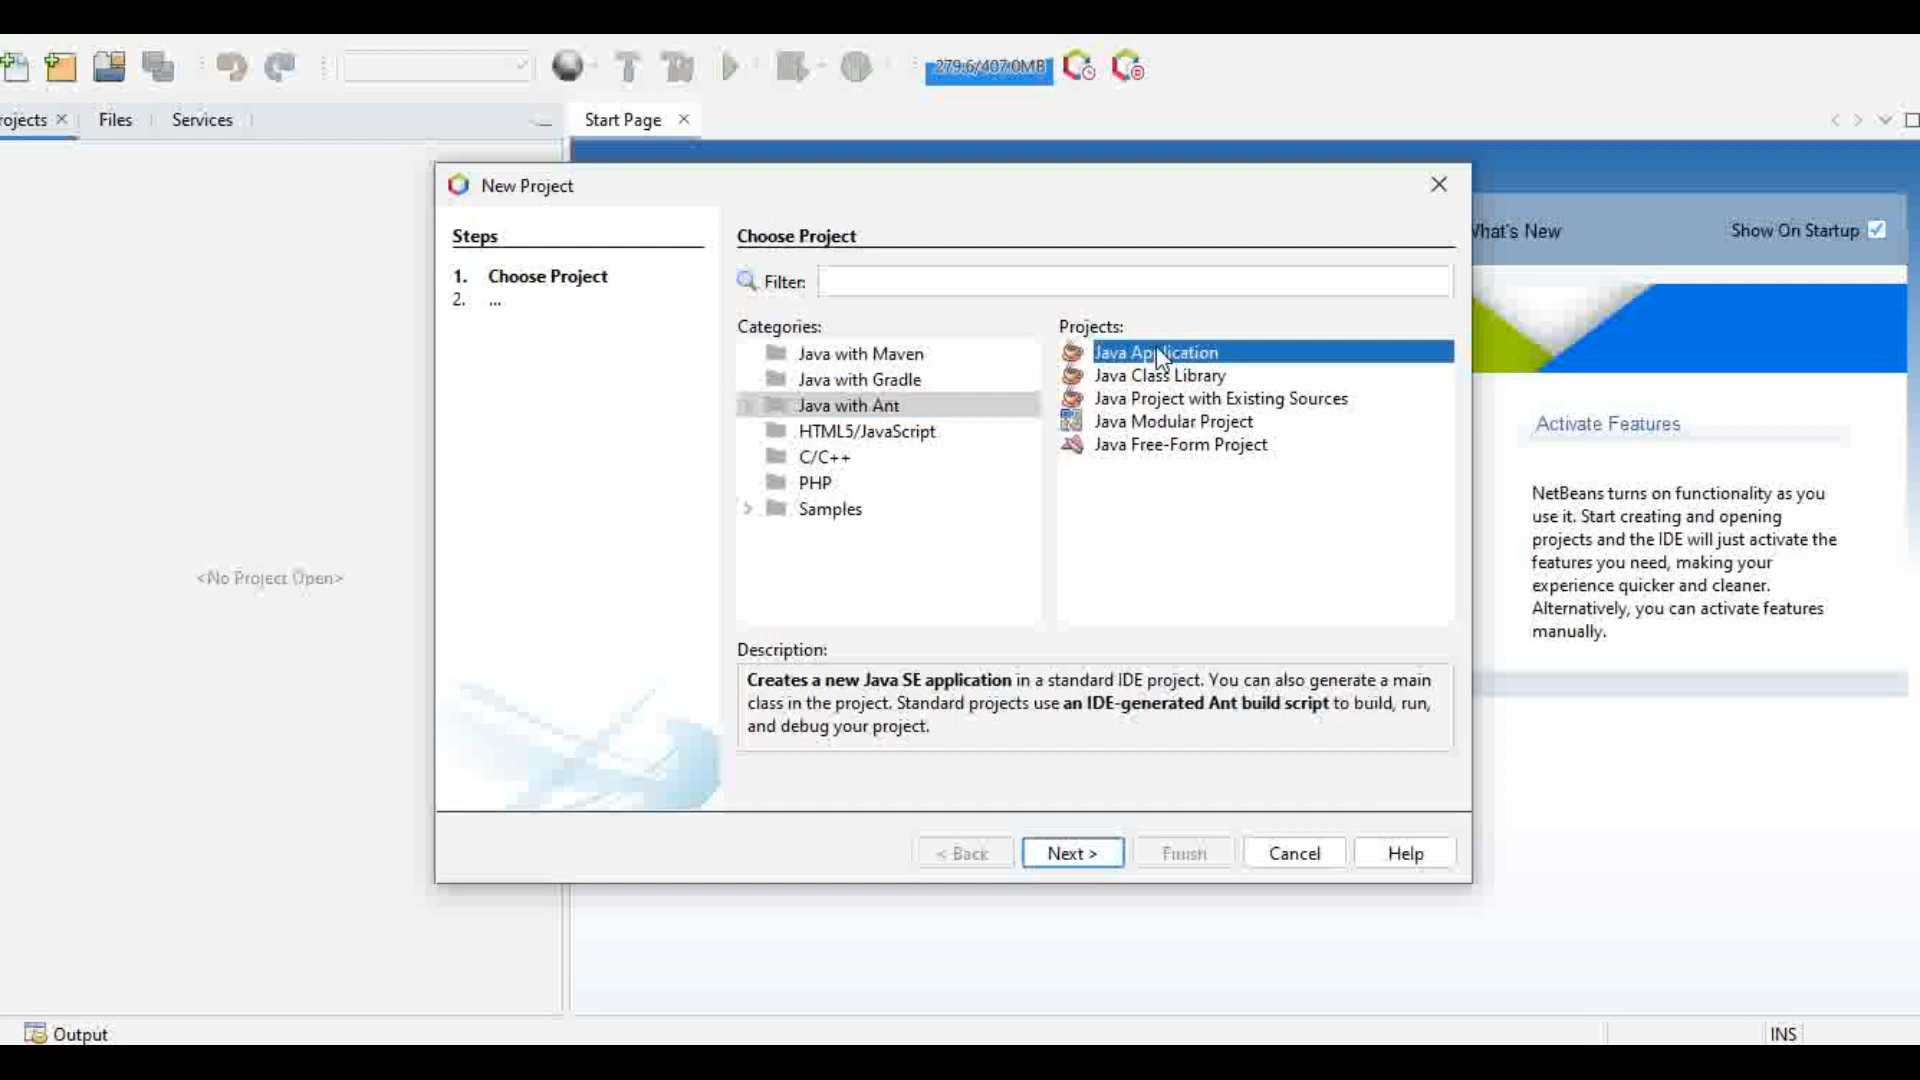 279.6/407.0MB
rojects
Files
Services
Start Page
New Project
Steps
1. Choose Project
2. ...
Choose Project
Filter:
Categories:
Java with Maven
Java with Gradle
Java with Ant
HTML5/JavaScript
C/C++
PHP
Samples
Projects:
Java Application
Java Class Library
Java Project with Existing Sources
Java Modular Project
Java Free-Form Project
Description:
Creates a new Java SE application in a standard IDE project. You can also generate a main
class in the project. Standard projects use an IDE-generated Ant build script to build, run,
and debug your project.
< Back
Next >
Finish
Cancel
Help
<No Project Open>
What's New
Show On Startup
Activate Features
NetBeans turns on functionality as you
use it. Start creating and opening
projects and the IDE will just activate the
features you need, making your
experience quicker and cleaner.
Alternatively, you can activate features
manually.
Output
INS